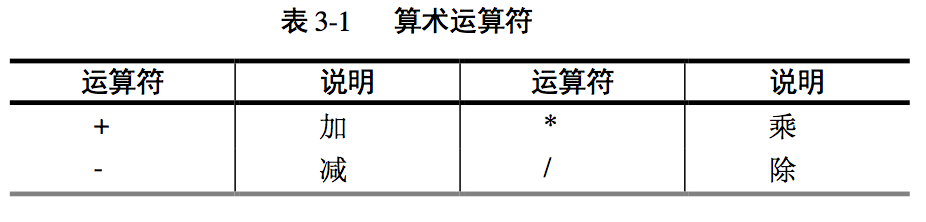 表 3-1 算术运算符
运算符 说明 运算符 说明
+ 加 * 乘
- 减 / 除